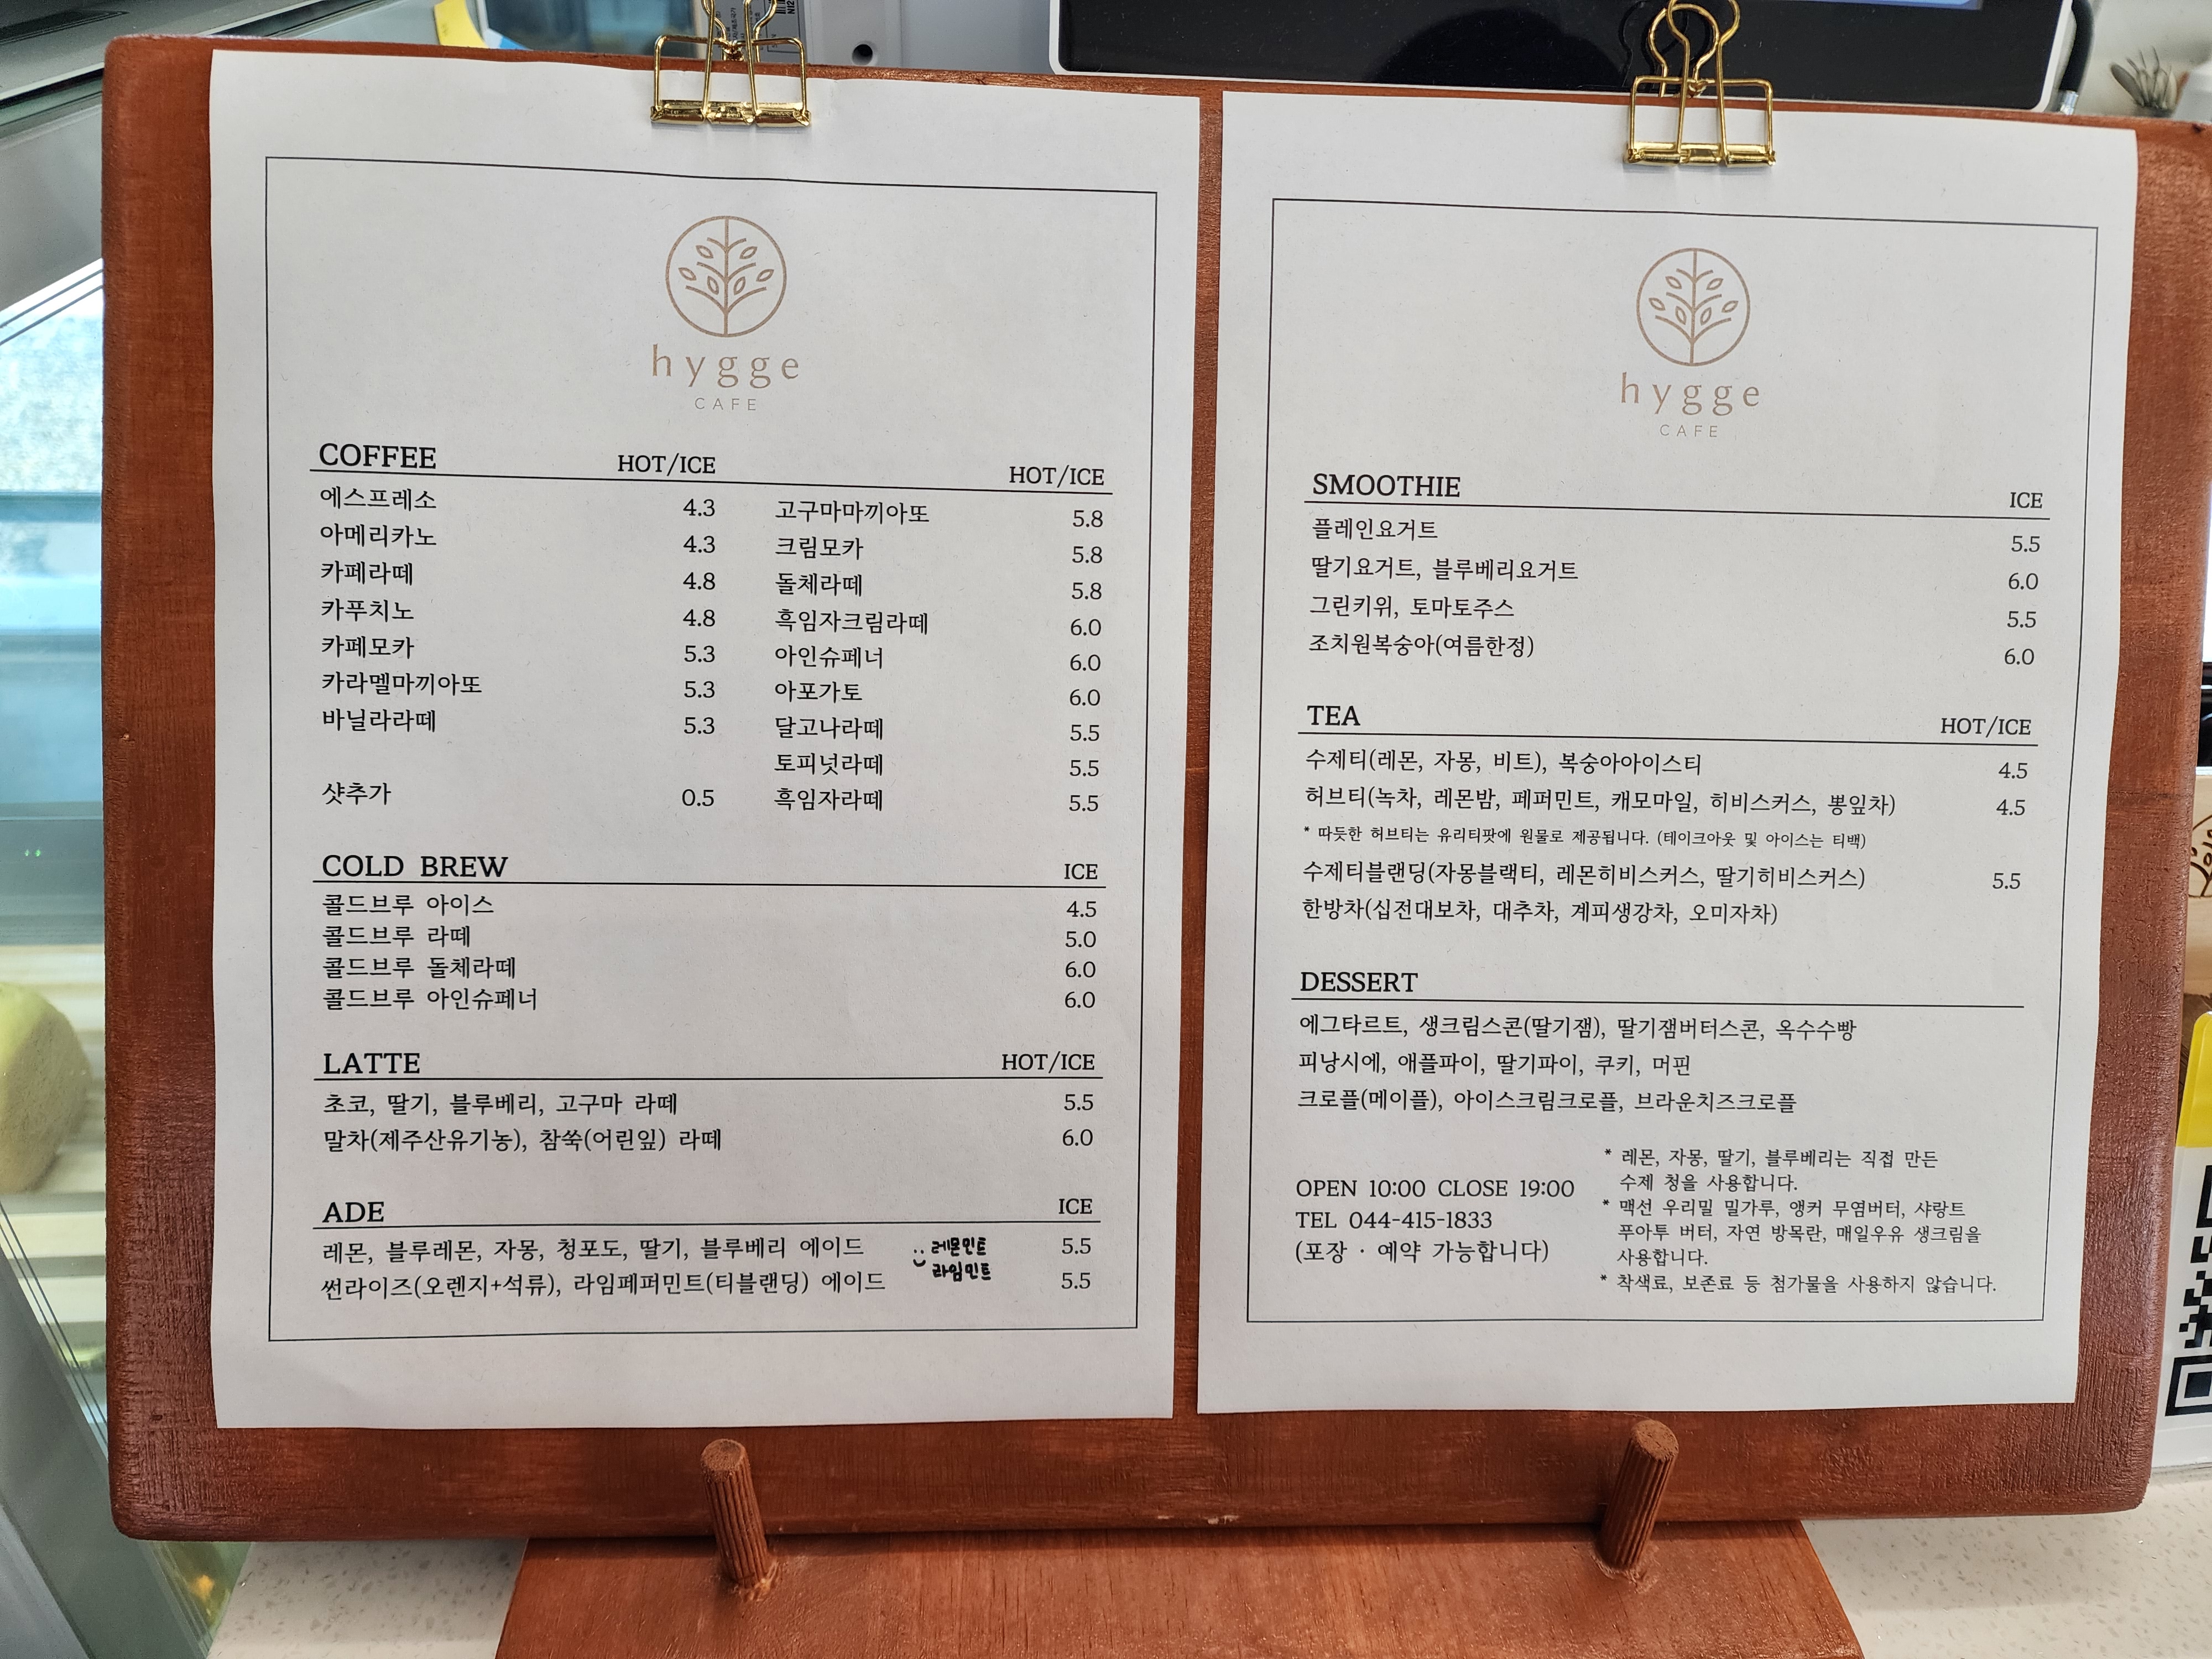 hygge
CAFE
COFFEE HOT/ICE HOT/ICE
에스프레소 4.3 고구마마끼아또 5.8
아메리카노 4.3 크림모카 5.8
카페라떼 4.8 돌체라떼 5.8
카푸치노 4.8 흑임자크림라떼 6.0
카페모카 5.3 아인슈페너 6.0
카라멜마끼아또 5.3 아포가토 6.0
바닐라라떼 5.3 달고나라떼 5.5
토피넛라떼 5.5
샷추가 0.5 흑임자라떼 5.5
COLD BREW ICE
콜드브루 아이스 4.5
콜드브루 라떼 5.0
콜드브루 돌체라떼 6.0
콜드브루 아인슈페너 6.0
LATTE HOT/ICE
초코, 딸기, 블루베리, 고구마 라떼 5.5
말차(제주산유기농), 참쑥(어린잎) 라떼 6.0
ADE ICE
레몬, 블루레몬, 자몽, 청포도, 딸기, 블루베리 에이드 레몬민트 5.5
썬라이즈(오렌지+석류), 라임페퍼민트(티블랜딩) 에이드 라임민트 5.5
hygge
CAFE
SMOOTHIE ICE
플레인요거트 5.5
딸기요거트, 블루베리요거트 6.0
그린키위, 토마토주스 5.5
조치원복숭아(여름한정) 6.0
TEA HOT/ICE
수제티(레몬, 자몽, 비트), 복숭아아이스티 4.5
허브티(녹차, 레몬밤, 페퍼민트, 캐모마일, 히비스커스, 뽕잎차) 4.5
* 따듯한 허브티는 유리티팟에 원물로 제공됩니다. (테이크아웃 및 아이스는 티백)
수제티블랜딩(자몽블랙티, 레몬히비스커스, 딸기히비스커스) 5.5
한방차(십전대보차, 대추차, 계피생강차, 오미자차)
DESSERT
에그타르트, 생크림스콘(딸기잼), 딸기잼버터스콘, 옥수수빵
피낭시에, 애플파이, 딸기파이, 쿠키, 머핀
크로플(메이플), 아이스크림크로플, 브라운치즈크로플
OPEN 10:00 CLOSE 19:00
TEL 044-415-1833
(포장 · 예약 가능합니다)
* 레몬, 자몽, 딸기, 블루베리는 직접 만든
수제 청을 사용합니다.
* 맥선 우리밀 밀가루, 앵커 무염버터, 샤랑트
푸아투 버터, 자연 방목란, 매일우유 생크림을
사용합니다.
* 착색료, 보존료 등 첨가물을 사용하지 않습니다.